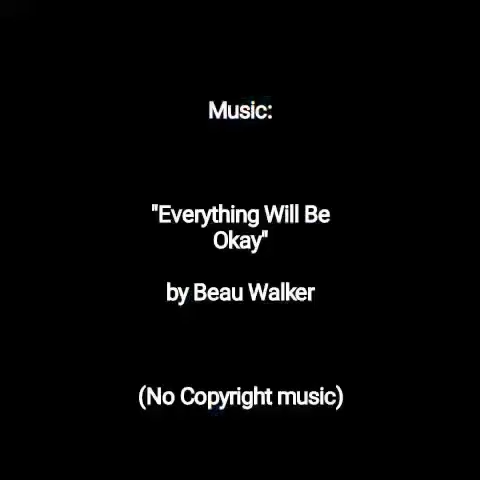 Music:
"Everything Will Be
Okay"
by Beau Walker
(No Copyright music)